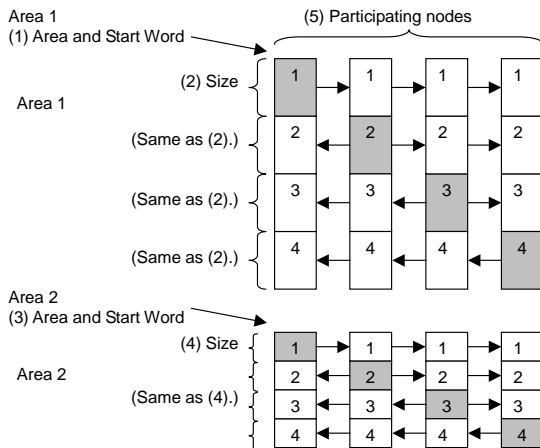 Area 1
(5) Participating nodes
(1) Area and Start Word
(2) Size
1 1 1 1
Area 1
(Same as (2).)
2 2 2 2
(Same as (2).)
3 3 3 3
(Same as (2).)
4 4 4 4
Area 2
(3) Area and Start Word
(4) Size
1 1 1 1
Area 2
2 2 2 2
(Same as (4).)
3 3 3 3
4 4 4 4